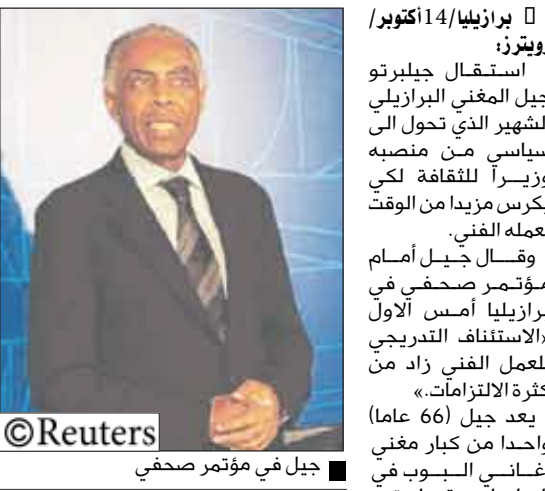 برازيليا/14أكتوبر/
رويترز:
استقال جيلبرتو
جيل المغني البرازيلي
الشهير الذي تحول الى
سياسي من منصبه
وزيراً للثقافة لكي
يكرس مزيدا من الوقت
لعمله الفني.
وقال جيل أمام
مؤتمر صحفي في
برازيليا أمس الاول
«الاستئناف التدريجي
للعمل الفني زاد من
كثرة الالتزامات.»
يعد جيل (66 عاما)
واحدا من كبار مغني
أغاني البوب في
©Reuters
جيل في مؤتمر صحفي